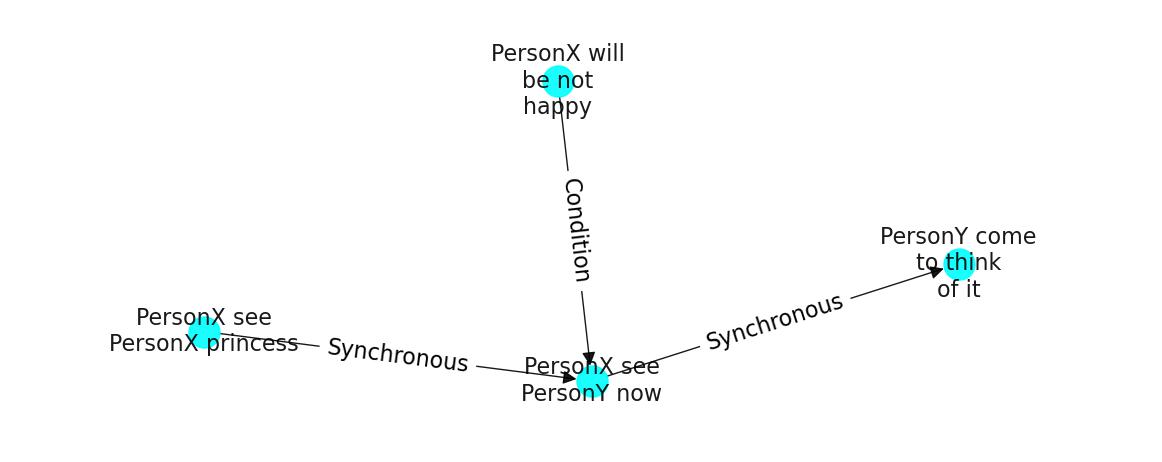 PersonX will
be not
happy
Condition
PersonY come
to think
of it
Synchronous
PersonX see
PersonX princess
Synchronous
PersonX see
PersonY now